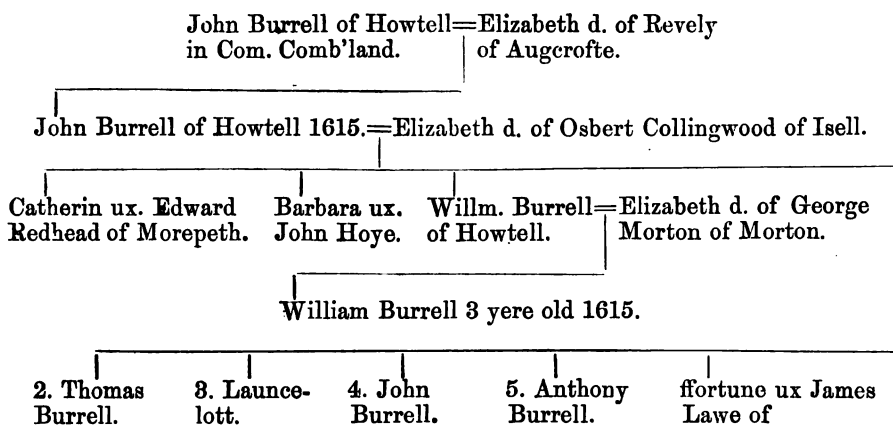 John Burrell of Howtell=Elizabeth d. of Revely
in Com. Comb'land. of Augcrofte.
John Burrell of Howtell 1615.=Elizabeth d. of Osbert Collingwood of Isell.
Catherin ux. Edward Barbara ux. Willm. Burrell=Elizabeth d. of George
Redhead of Morepeth. John Hoye. of Howtell. Morton of Morton.
William Burrell 3 yere old 1615.
2. Thomas 3. Launce- 4. John 5. Anthony ffortune ux James
Burrell. lott. Burrell. Burrell. Lawe of